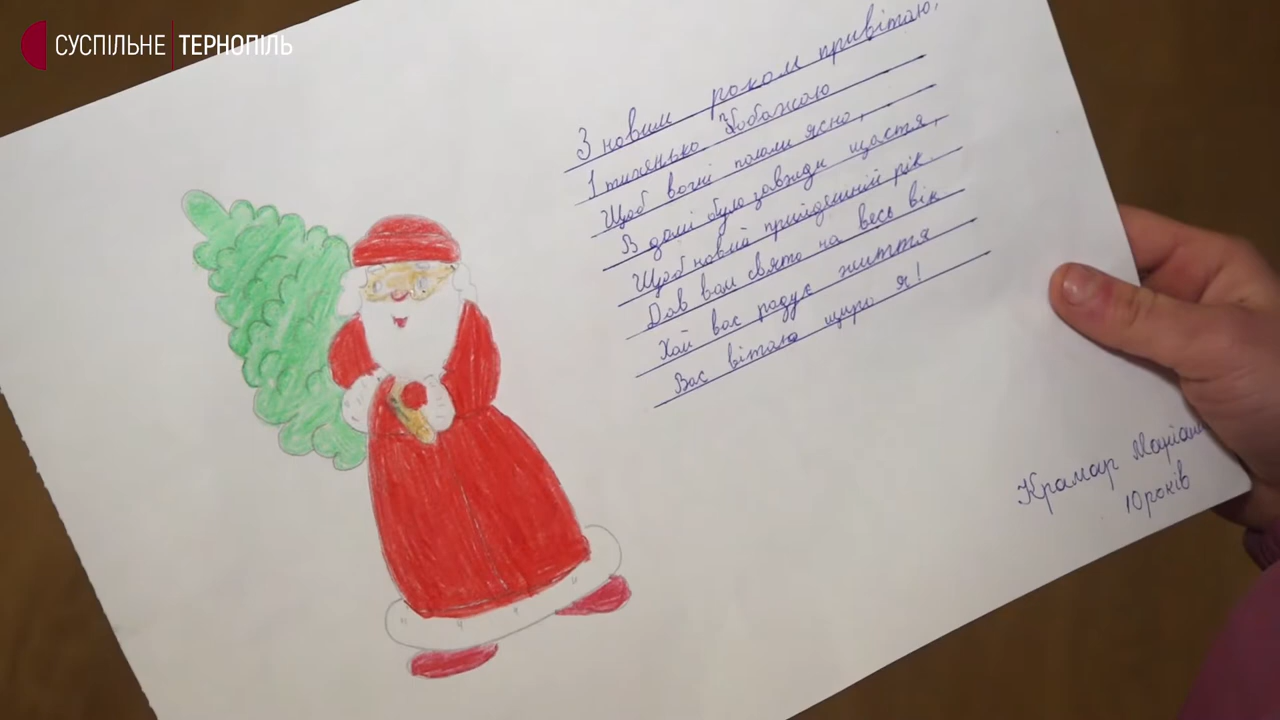 СУСПІЛЬНЕ ТЕРНОПІЛЬ
З новим роком привітаю,
І тихенько побажаю
Щоб вогні палали ясно,
В домі було завжди щастя,
Щоб новий прийдешній рік
Дав вам свято на весь вік
Хай вас радує життя
Вас вітаю щиро я!
Крамар
10 років